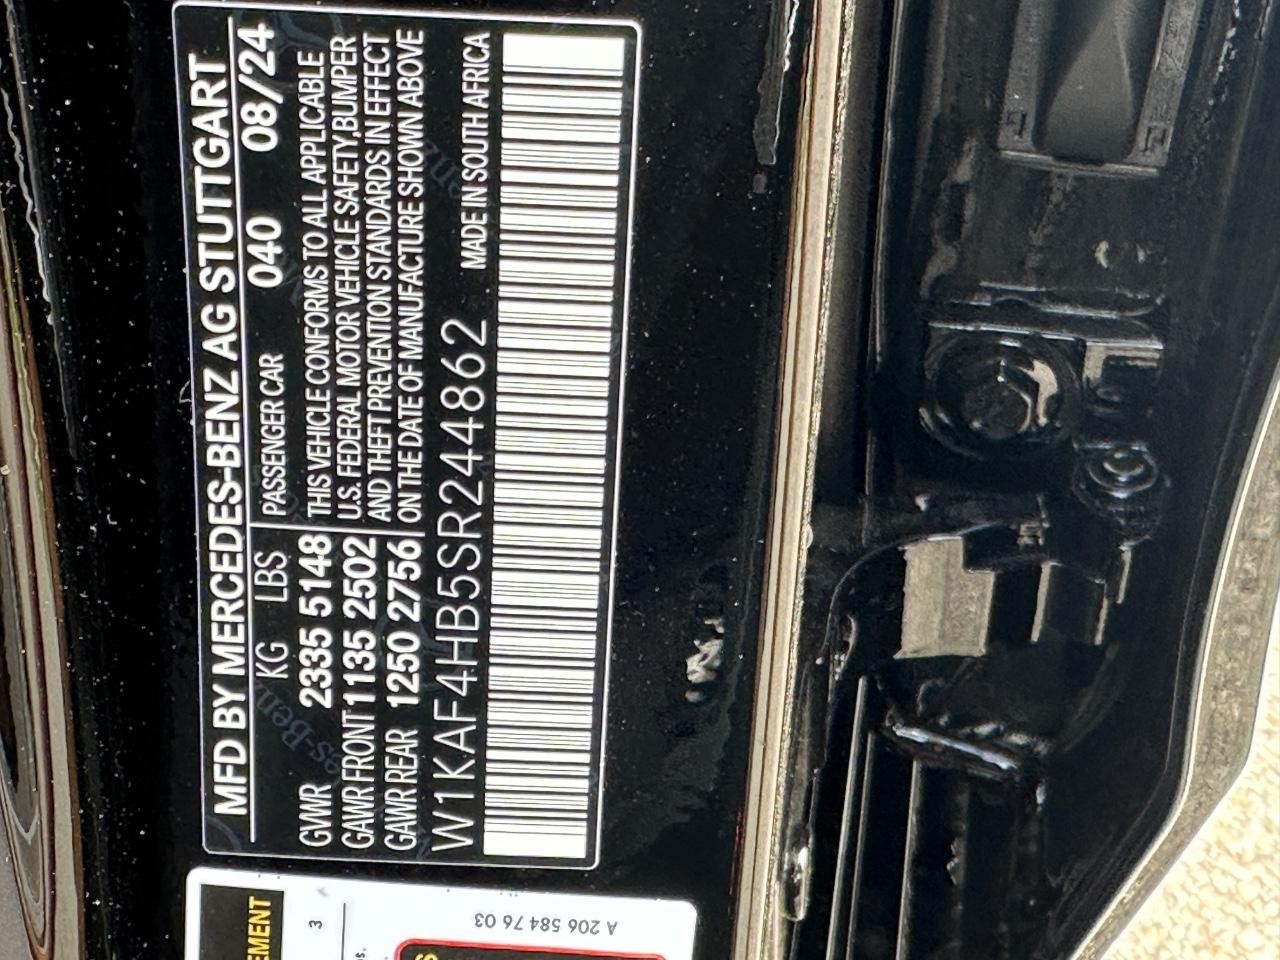 MFD BY MERCEDES-BENZ AG STUTTGART
KG LBS PASSENGER CAR 040 08/24
GVWR 2335 5148 THIS VEHICLE CONFORMS TO ALL APPLICABLE
GAWR FRONT 1135 2502 U.S. FEDERAL MOTOR VEHICLE SAFETY, BUMPER
AND THEFT PREVENTION STANDARDS IN EFFECT
GAWR REAR 1250 2756 ON THE DATE OF MANUFACTURE SHOWN ABOVE
W1KAF4HB5SR244862 MADE IN SOUTH AFRICA
EMENT
3
A 206 584 76 03